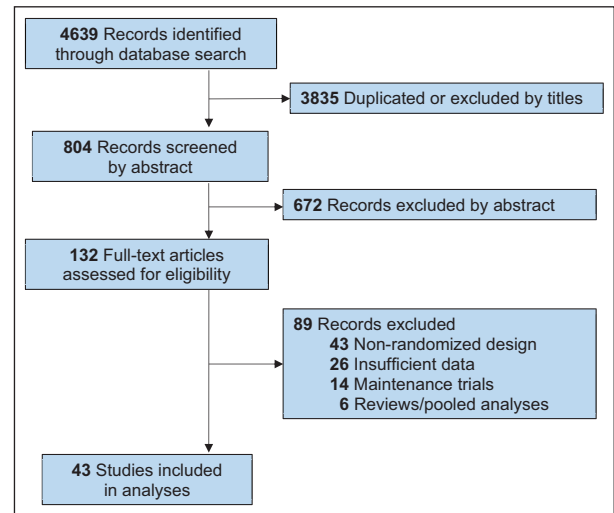 4639 Records identified
through database search
3835 Duplicated or excluded by titles
804 Records screened
by abstract
672 Records excluded by abstract
132 Full-text articles
assessed for eligibility
89 Records excluded
43 Non-randomized design
26 Insufficient data
14 Maintenance trials
6 Reviews/pooled analyses
43 Studies included
in analyses